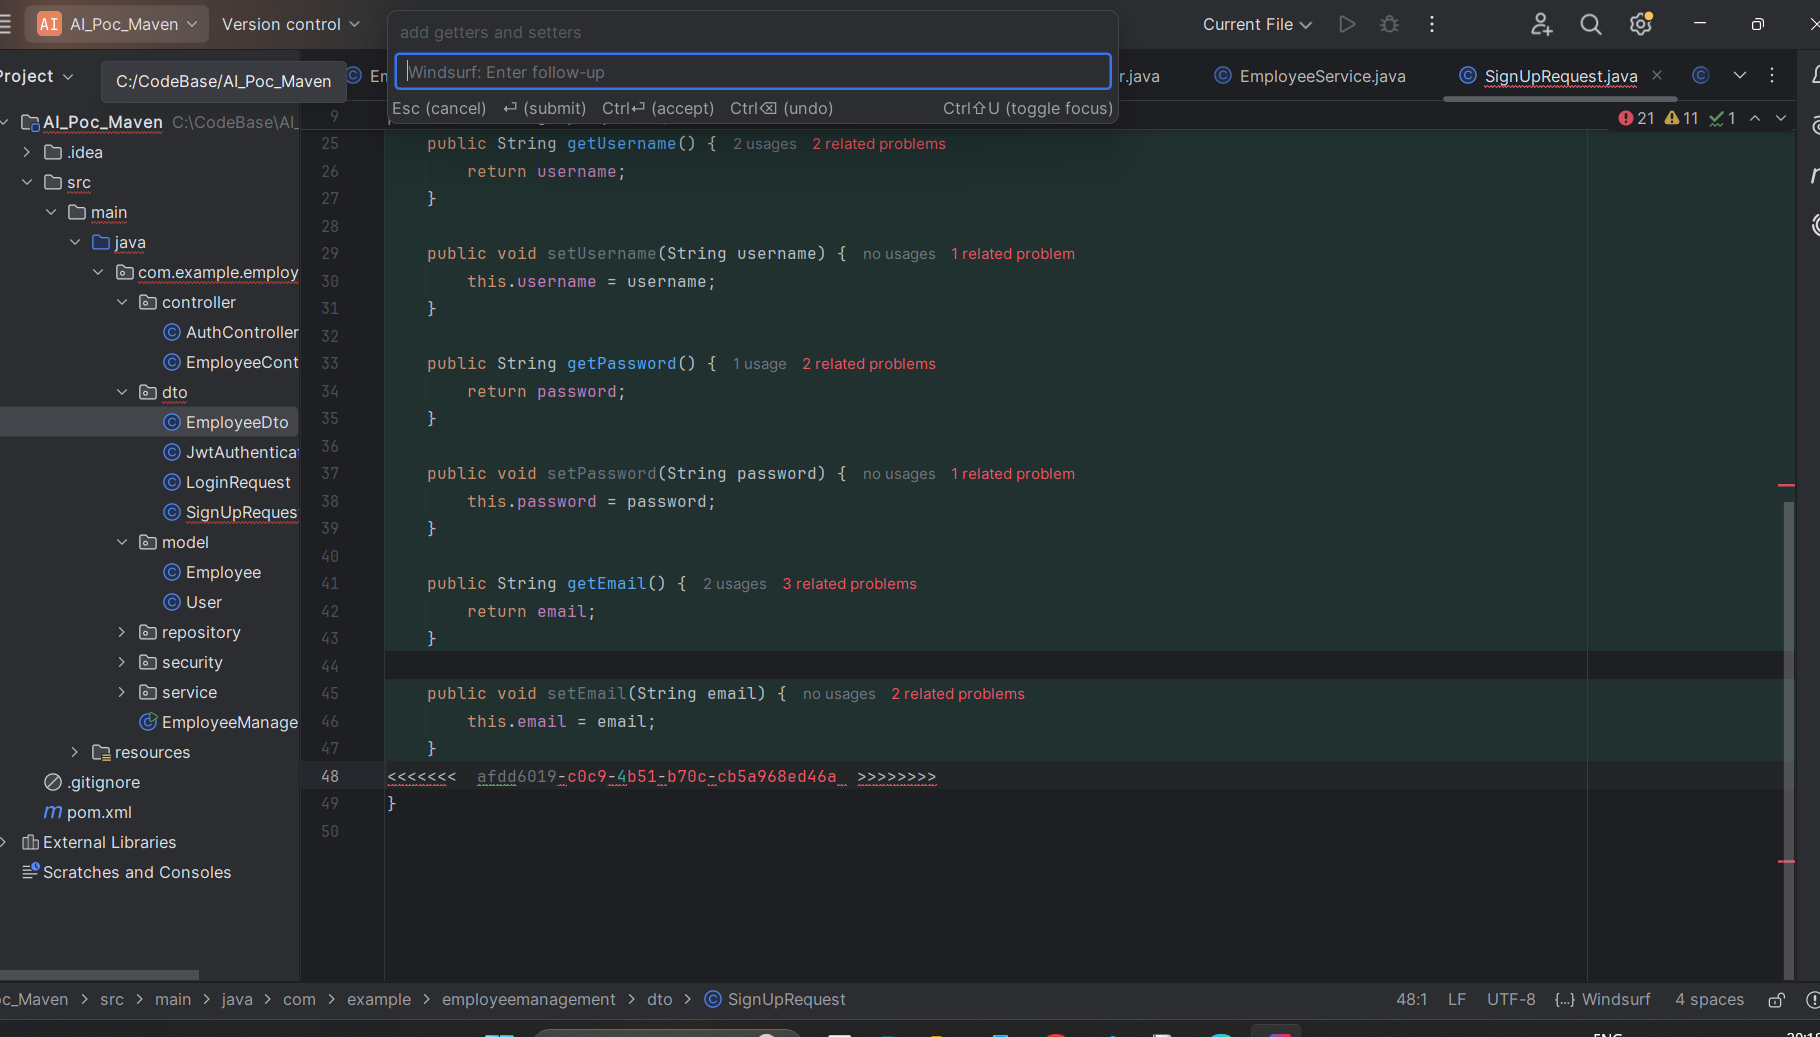 AI AI_Poc_Maven Version control
add getters and setters
Windsurf: Enter follow-up
Esc (cancel) ↵ (submit) Ctrl↵ (accept) Ctrl⌫ (undo) Ctrl⇧U (toggle focus)
Current File
Project
C:/CodeBase/AI_Poc_Maven
r.java EmployeeService.java SignUpRequest.java
21 11 1
AI_Poc_Maven C:\CodeBase\AI_
.idea
src
main
java
com.example.employ
controller
AuthController
EmployeeCont
dto
EmployeeDto
JwtAuthentica
LoginRequest
SignUpReques
model
Employee
User
repository
security
service
EmployeeManage
resources
.gitignore
pom.xml
External Libraries
Scratches and Consoles
9
25 public String getUsername() { 2 usages 2 related problems
26 return username;
27 }
28
29 public void setUsername(String username) { no usages 1 related problem
30 this.username = username;
31 }
32
33 public String getPassword() { 1 usage 2 related problems
34 return password;
35 }
36
37 public void setPassword(String password) { no usages 1 related problem
38 this.password = password;
39 }
40
41 public String getEmail() { 2 usages 3 related problems
42 return email;
43 }
44
45 public void setEmail(String email) { no usages 2 related problems
46 this.email = email;
47 }
48 <<<<<<< afdd6019-c0c9-4b51-b70c-cb5a968ed46a >>>>>>>>
49 }
50
oc_Maven > src > main > java > com > example > employeemanagement > dto > SignUpRequest
48:1 LF UTF-8 {...} Windsurf 4 spaces